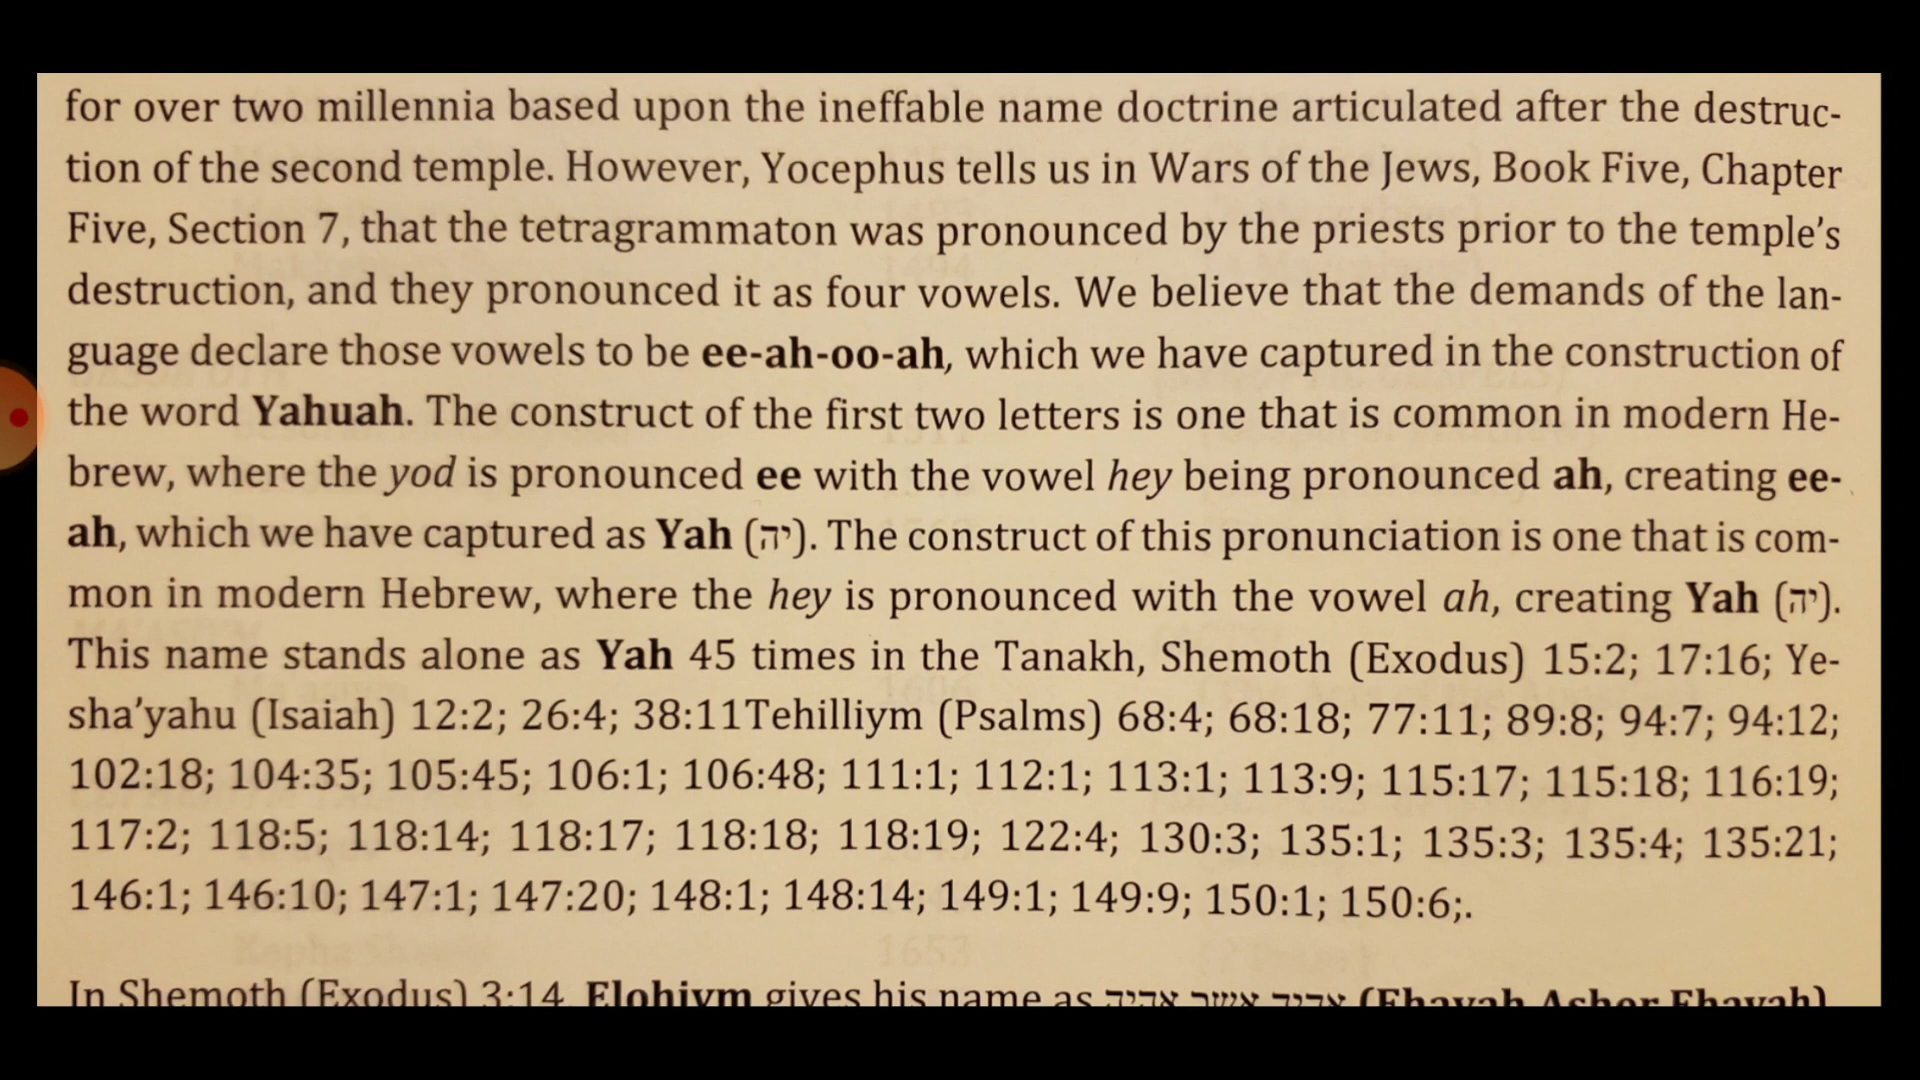 for over two millennia based upon the ineffable name doctrine articulated after the destruc-
tion of the second temple. However, Yocephus tells us in Wars of the Jews, Book Five, Chapter
Five, Section 7, that the tetragrammaton was pronounced by the priests prior to the temple's
destruction, and they pronounced it as four vowels. We believe that the demands of the lan-
guage declare those vowels to be ee-ah-oo-ah, which we have captured in the construction of
the word Yahuah. The construct of the first two letters is one that is common in modern He-
brew, where the yod is pronounced ee with the vowel hey being pronounced ah, creating ee-
ah, which we have captured as Yah (יה). The construct of this pronunciation is one that is com-
mon in modern Hebrew, where the hey is pronounced with the vowel ah, creating Yah (יה).
This name stands alone as Yah 45 times in the Tanakh, Shemoth (Exodus) 15:2; 17:16; Ye-
sha'yahu (Isaiah) 12:2; 26:4; 38:11Tehilliym (Psalms) 68:4; 68:18; 77:11; 89:8; 94:7; 94:12;
102:18; 104:35; 105:45; 106:1; 106:48; 111:1; 112:1; 113:1; 113:9; 115:17; 115:18; 116:19;
117:2; 118:5; 118:14; 118:17; 118:18; 118:19; 122:4; 130:3; 135:1; 135:3; 135:4; 135:21;
146:1; 146:10; 147:1; 147:20; 148:1; 148:14; 149:1; 149:9; 150:1; 150:6;.
In Shemoth (Exodus) 3:14, Elohiym gives his name as אהיה אשר אהיה (Ehayah Asher Ehayah)